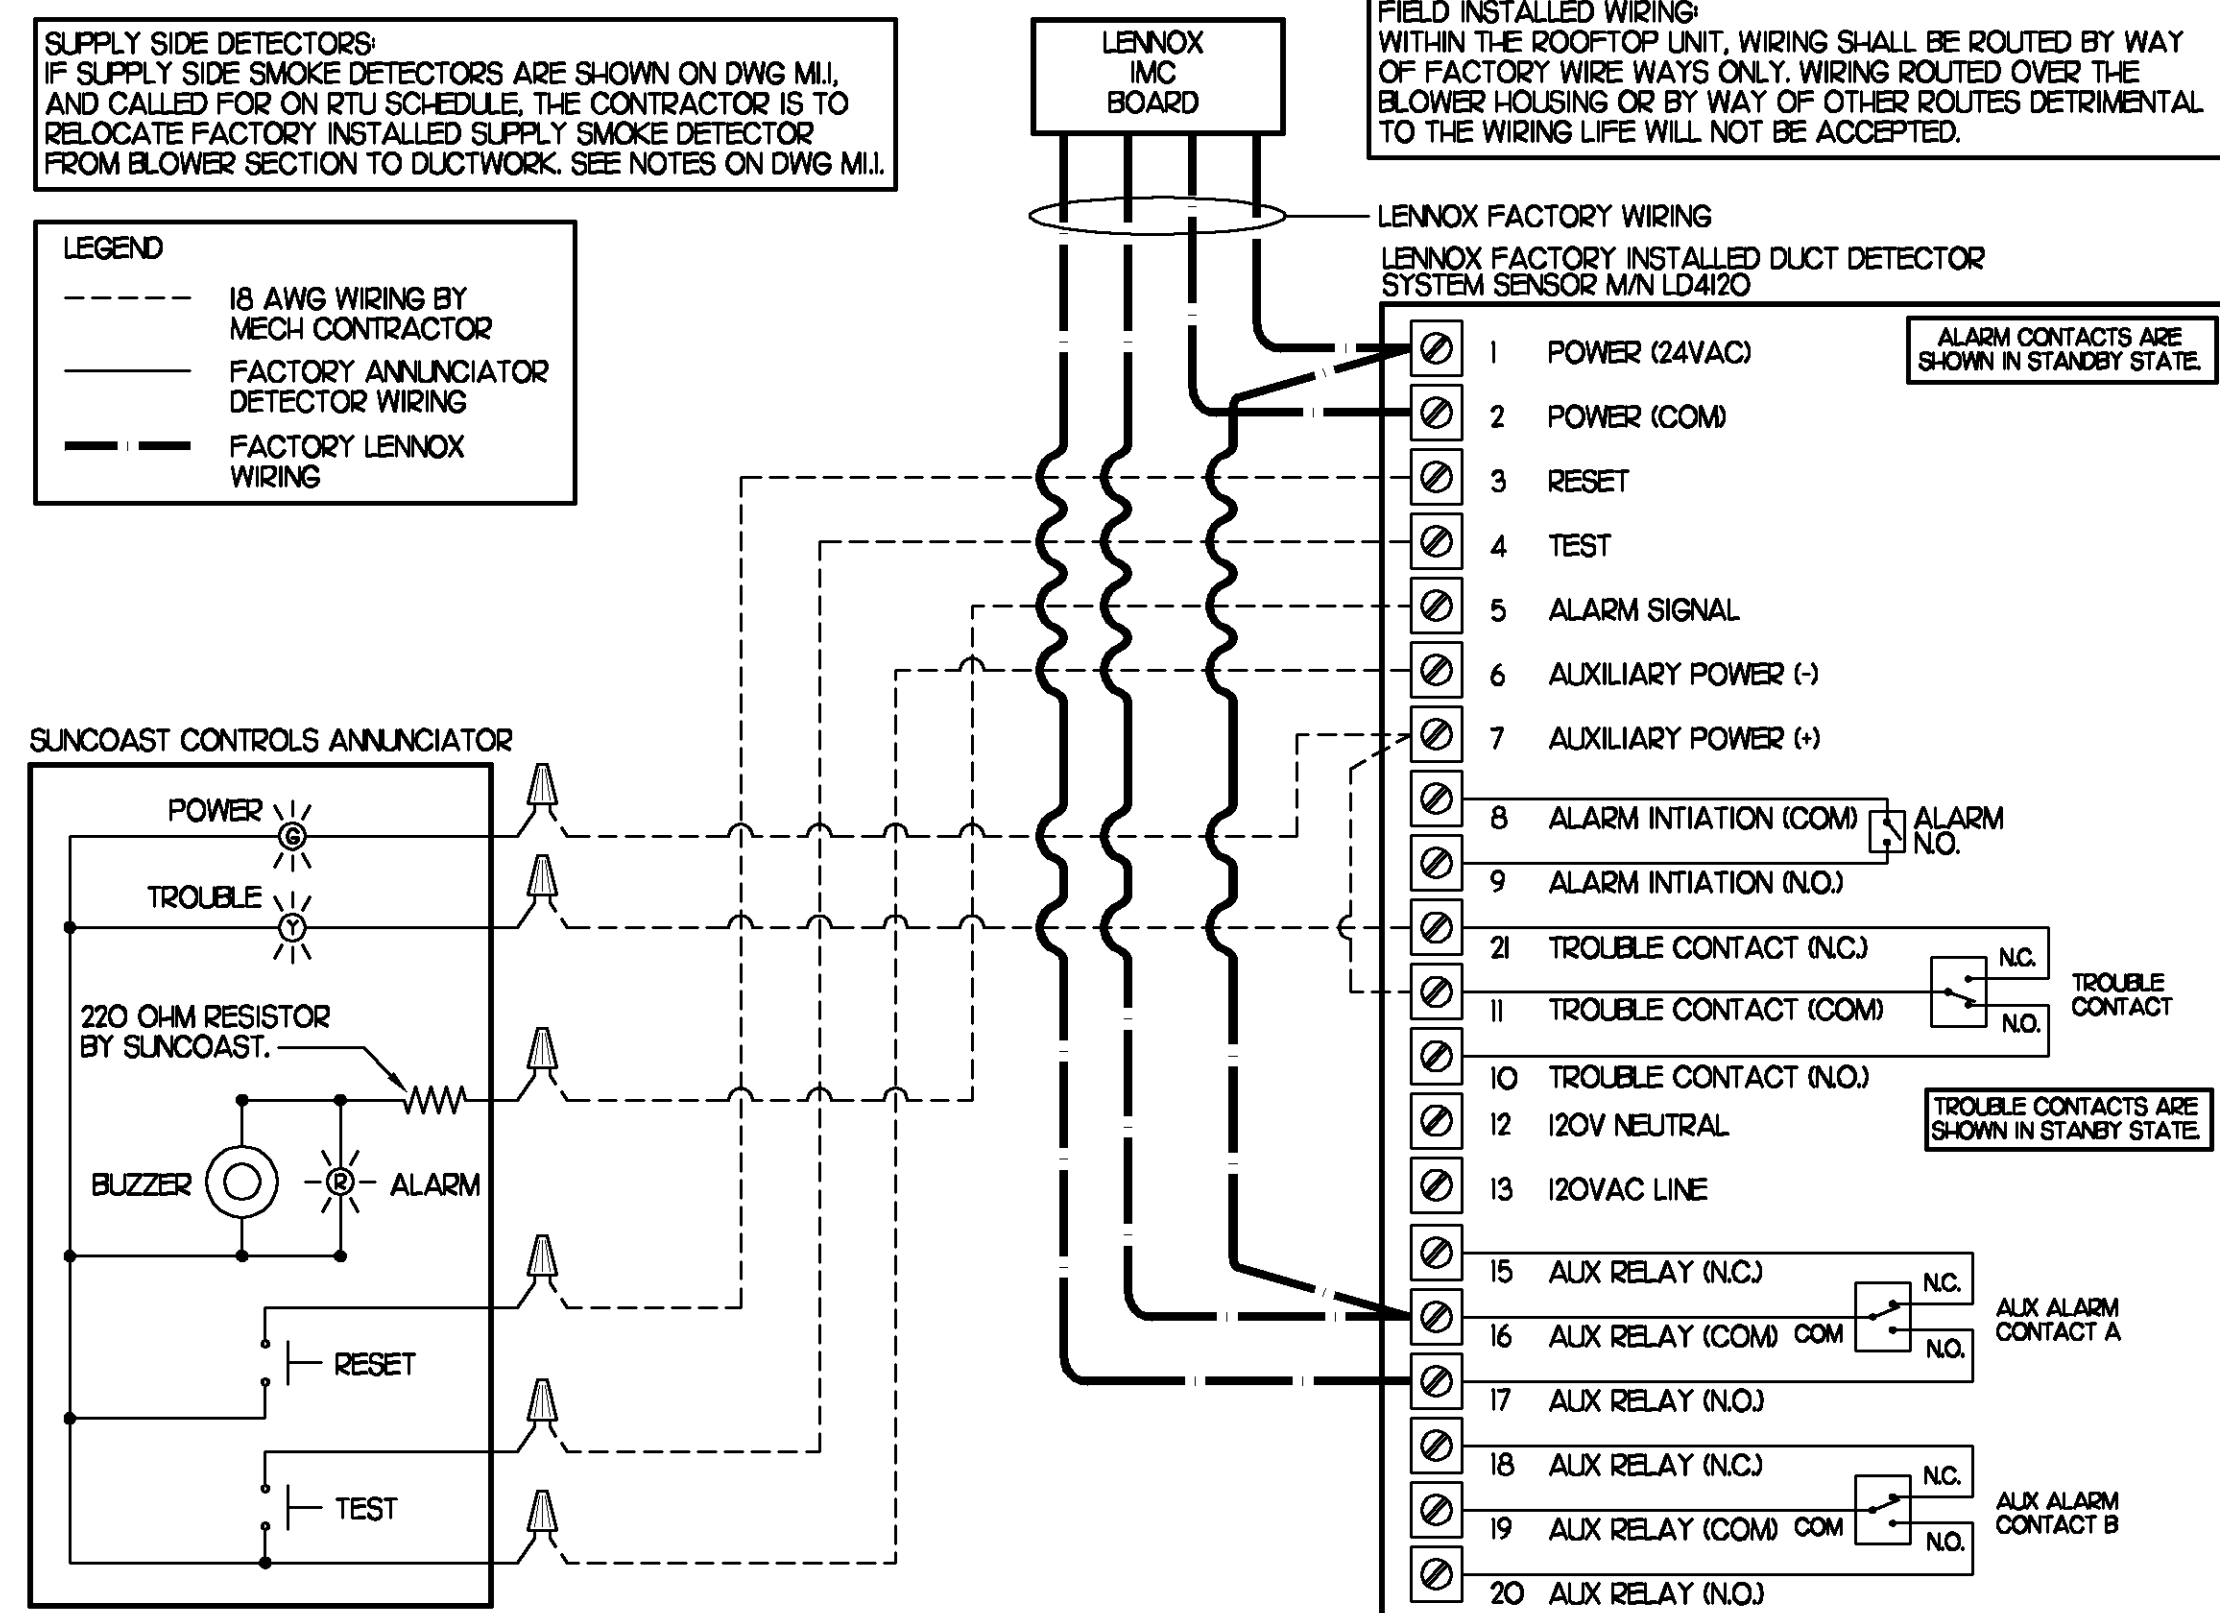 SUPPLY SIDE DETECTORS:
IF SUPPLY SIDE SMOKE DETECTORS ARE SHOWN ON DWG M1.1,
AND CALLED FOR ON RTU SCHEDULE, THE CONTRACTOR IS TO
RELOCATE FACTORY INSTALLED SUPPLY SMOKE DETECTOR
FROM BLOWER SECTION TO DUCTWORK. SEE NOTES ON DWG M1.1.
LENNOX
IMC
BOARD
FIELD INSTALLED WIRING:
WITHIN THE ROOFTOP UNIT, WIRING SHALL BE ROUTED BY WAY
OF FACTORY WIRE WAYS ONLY. WIRING ROUTED OVER THE
BLOWER HOUSING OR BY WAY OF OTHER ROUTES DETRIMENTAL
TO THE WIRING LIFE WILL NOT BE ACCEPTED.
LEGEND
18 AWG WIRING BY
MECH CONTRACTOR
FACTORY ANNUNCIATOR
DETECTOR WIRING
FACTORY LENNOX
WIRING
LENNOX FACTORY WIRING
LENNOX FACTORY INSTALLED DUCT DETECTOR
SYSTEM SENSOR M/N LD4120
ALARM CONTACTS ARE
SHOWN IN STANDBY STATE.
1 POWER (24VAC)
2 POWER (COM)
3 RESET
4 TEST
5 ALARM SIGNAL
6 AUXILIARY POWER (-)
7 AUXILIARY POWER (+)
8 ALARM INTIATION (COM)
ALARM
N.O.
9 ALARM INTIATION (N.O.)
21 TROUBLE CONTACT (N.C.)
N.C.
11 TROUBLE CONTACT (COM)
N.O.
TROUBLE
CONTACT
10 TROUBLE CONTACT (N.O.)
TROUBLE CONTACTS ARE
SHOWN IN STANBY STATE.
12 120V NEUTRAL
13 120VAC LINE
15 AUX RELAY (N.C.)
N.C.
16 AUX RELAY (COM) COM
N.O.
AUX ALARM
CONTACT A
17 AUX RELAY (N.O.)
18 AUX RELAY (N.C.)
N.C.
19 AUX RELAY (COM) COM
N.O.
AUX ALARM
CONTACT B
20 AUX RELAY (N.O.)
SUNCOAST CONTROLS ANNUNCIATOR
POWER
G
TROUBLE
Y
220 OHM RESISTOR
BY SUNCOAST.
BUZZER
R
ALARM
RESET
TEST